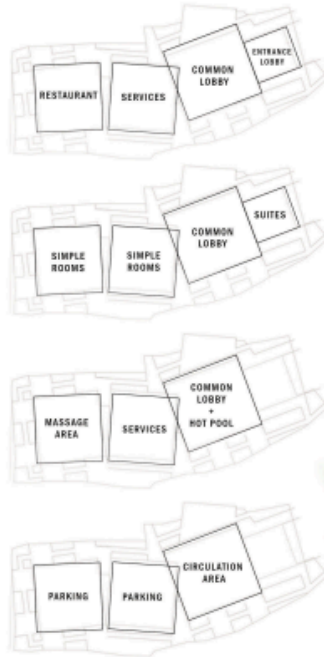 RESTAURANT
SERVICES
COMMON
LOBBY
ENTRANCE
LOBBY
SIMPLE
ROOMS
SIMPLE
ROOMS
COMMON
LOBBY
SUITES
MASSAGE
AREA
SERVICES
COMMON
LOBBY
+
HOT POOL
PARKING
PARKING
CIRCULATION
AREA